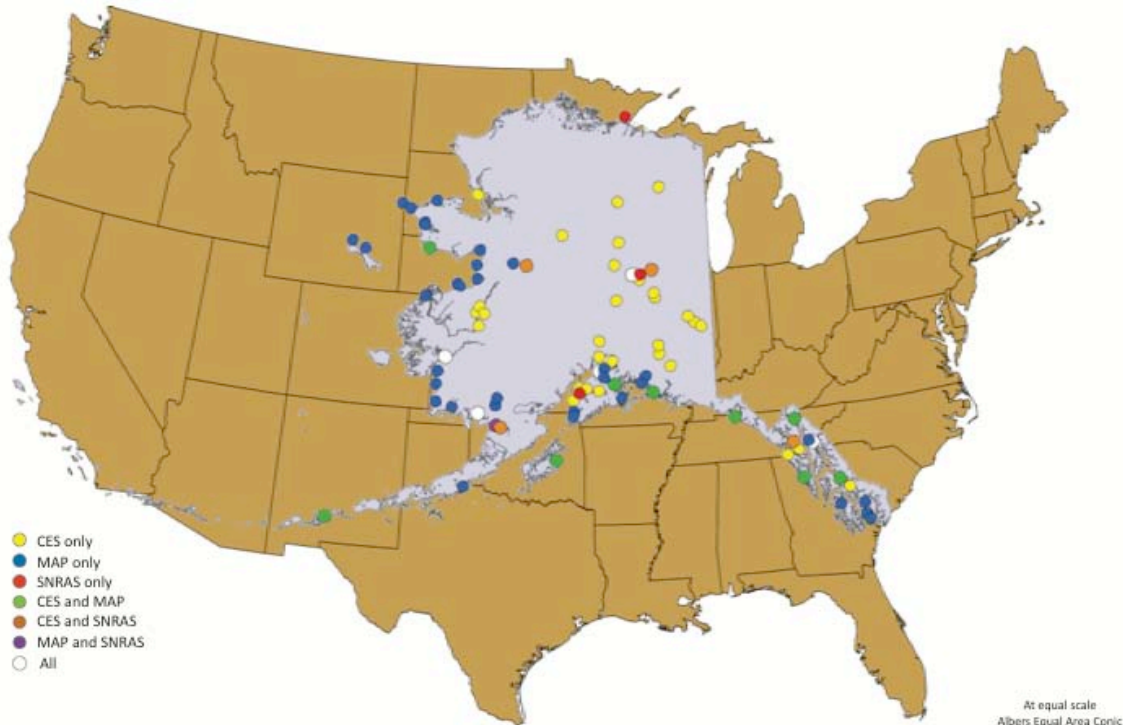 CES only
MAP only
SNRAS only
CES and MAP
CES and SNRAS
MAP and SNRAS
All
At equal scale
Albers Equal Area Conic